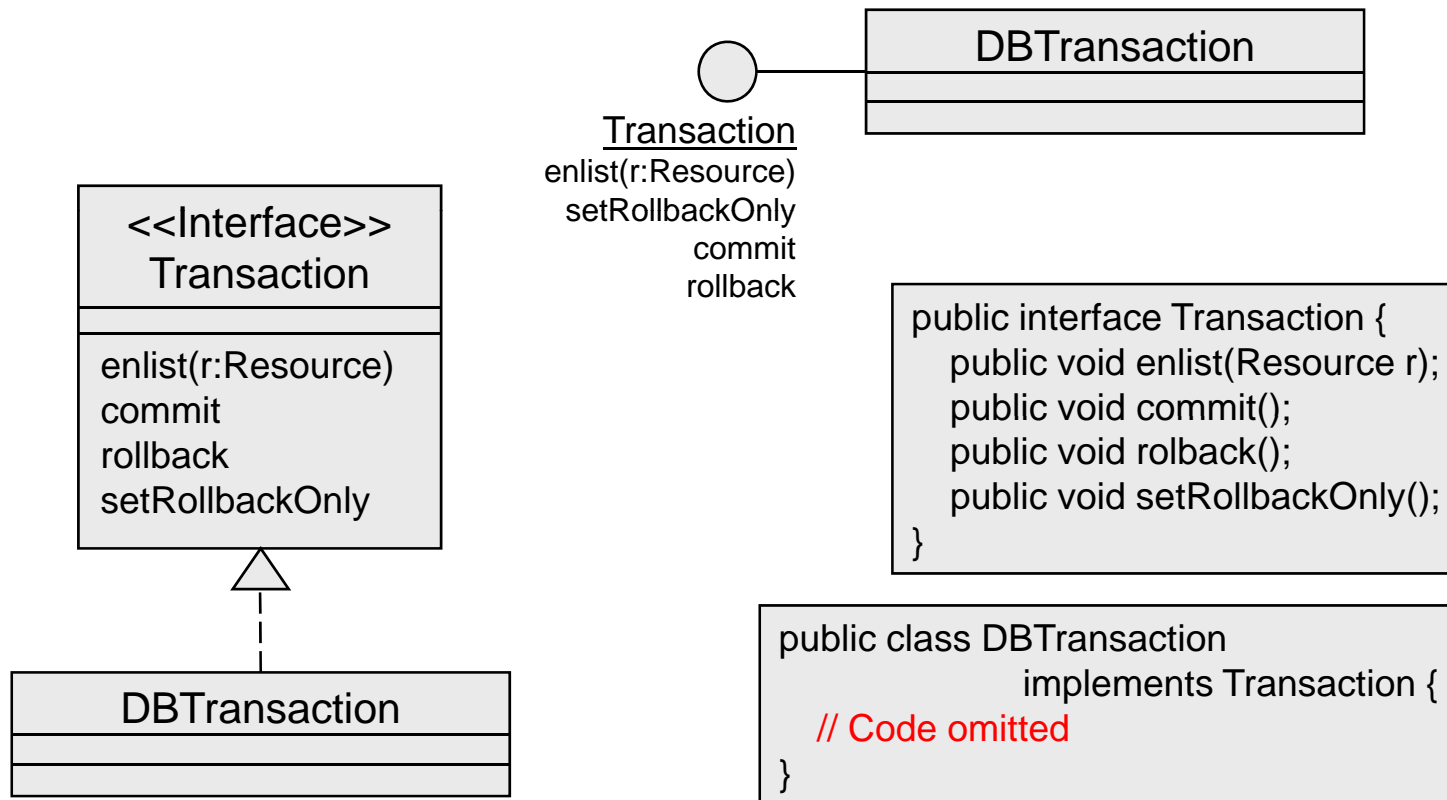 DBTransaction
Transaction
enlist(r:Resource)
setRollbackOnly
commit
rollback
<<Interface>>
Transaction
enlist(r:Resource)
commit
rollback
setRollbackOnly
DBTransaction
public interface Transaction {
public void enlist(Resource r);
public void commit();
public void rolback();
public void setRollbackOnly();
}
public class DBTransaction
implements Transaction {
// Code omitted
}